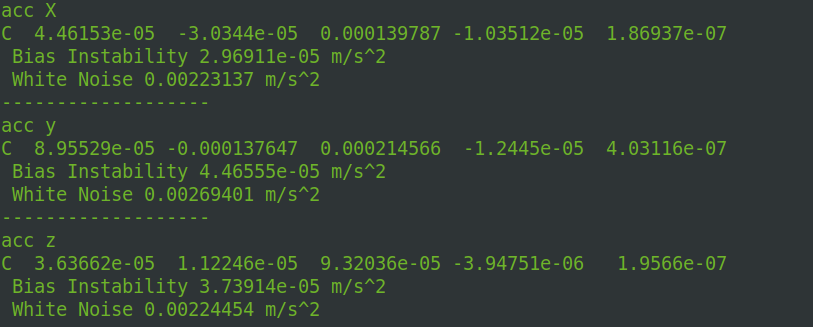 acc X
C  4.46153e-05  -3.0344e-05  0.000139787 -1.03512e-05  1.86937e-07
 Bias Instability 2.96911e-05 m/s^2
 White Noise 0.00223137 m/s^2
-------------------
acc y
C  8.95529e-05 -0.000137647  0.000214566  -1.2445e-05  4.03116e-07
 Bias Instability 4.46555e-05 m/s^2
 White Noise 0.00269401 m/s^2
-------------------
acc z
C  3.63662e-05  1.12246e-05  9.32036e-05 -3.94751e-06   1.9566e-07
 Bias Instability 3.73914e-05 m/s^2
 White Noise 0.00224454 m/s^2